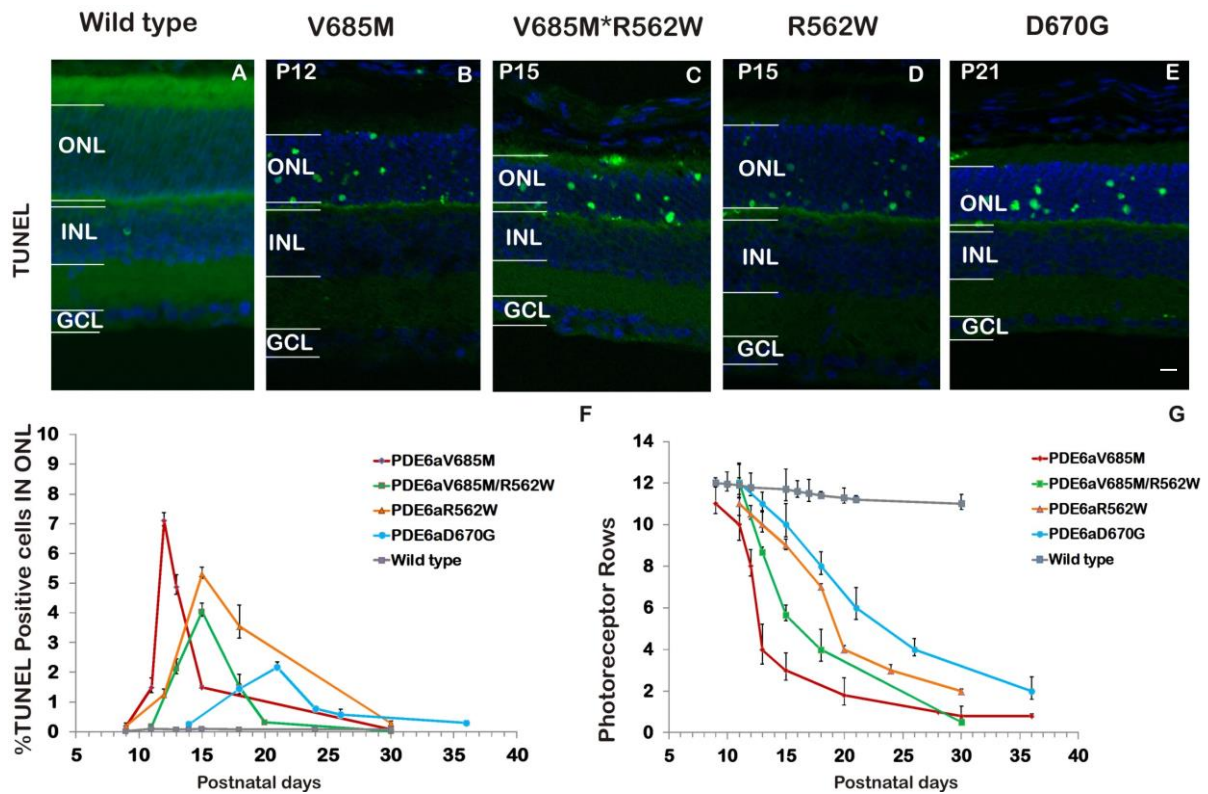 Wild type
V685M
V685M*R562W
R562W
D670G
TUNEL
A
ONL
INL
GCL
P12
B
ONL
INL
GCL
P15
C
ONL
INL
GCL
P15
D
ONL
INL
GCL
P21
E
ONL
INL
GCL
F
%TUNEL Positive cells IN ONL
10
9
8
7
6
5
4
3
2
1
0
5
10
15
20
25
30
35
40
Postnatal days
PDE6aV685M
PDE6aV685M/R562W
PDE6aR562W
PDE6aD670G
Wild type
G
Photoreceptor Rows
14
12
10
8
6
4
2
0
5
10
15
20
25
30
35
40
Postnatal days
PDE6aV685M
PDE6aV685M/R562W
PDE6aR562W
PDE6aD670G
Wild type